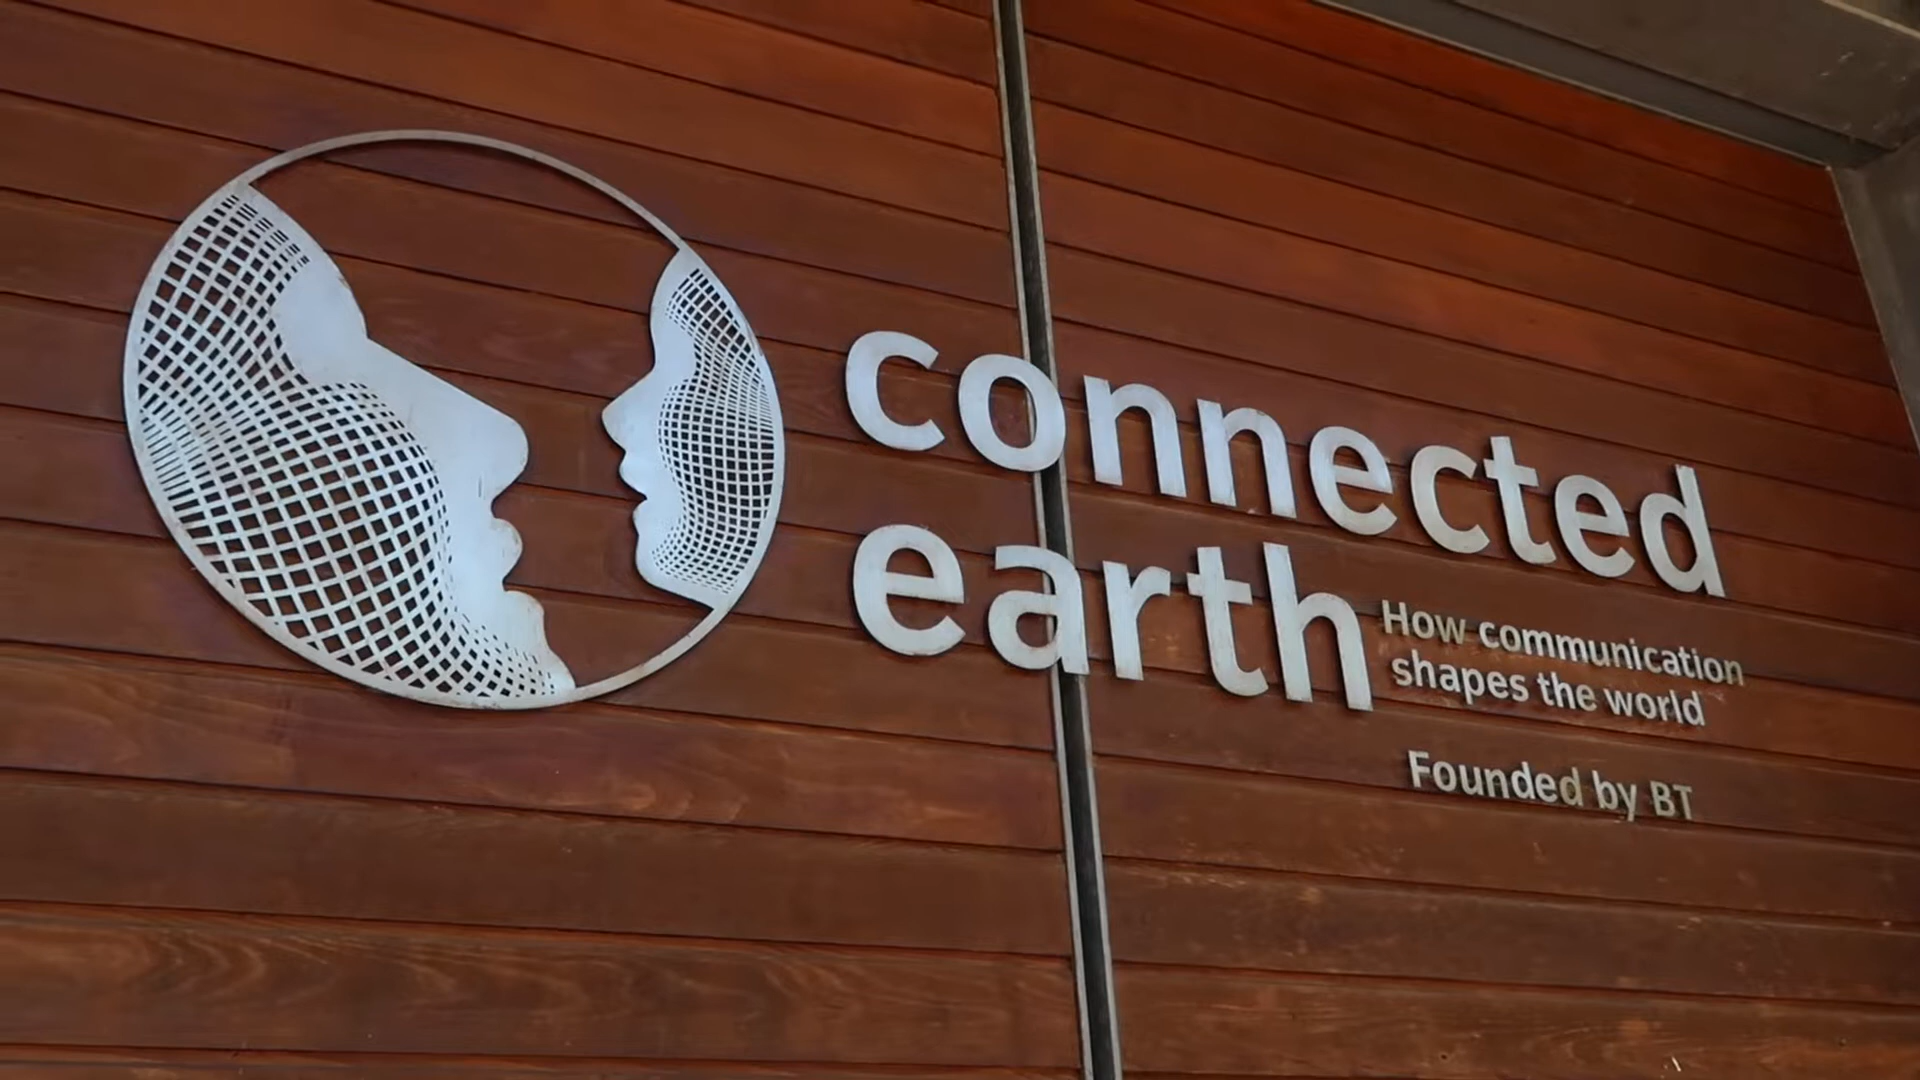 connected
earth
How communication
shapes the world
Founded by BT